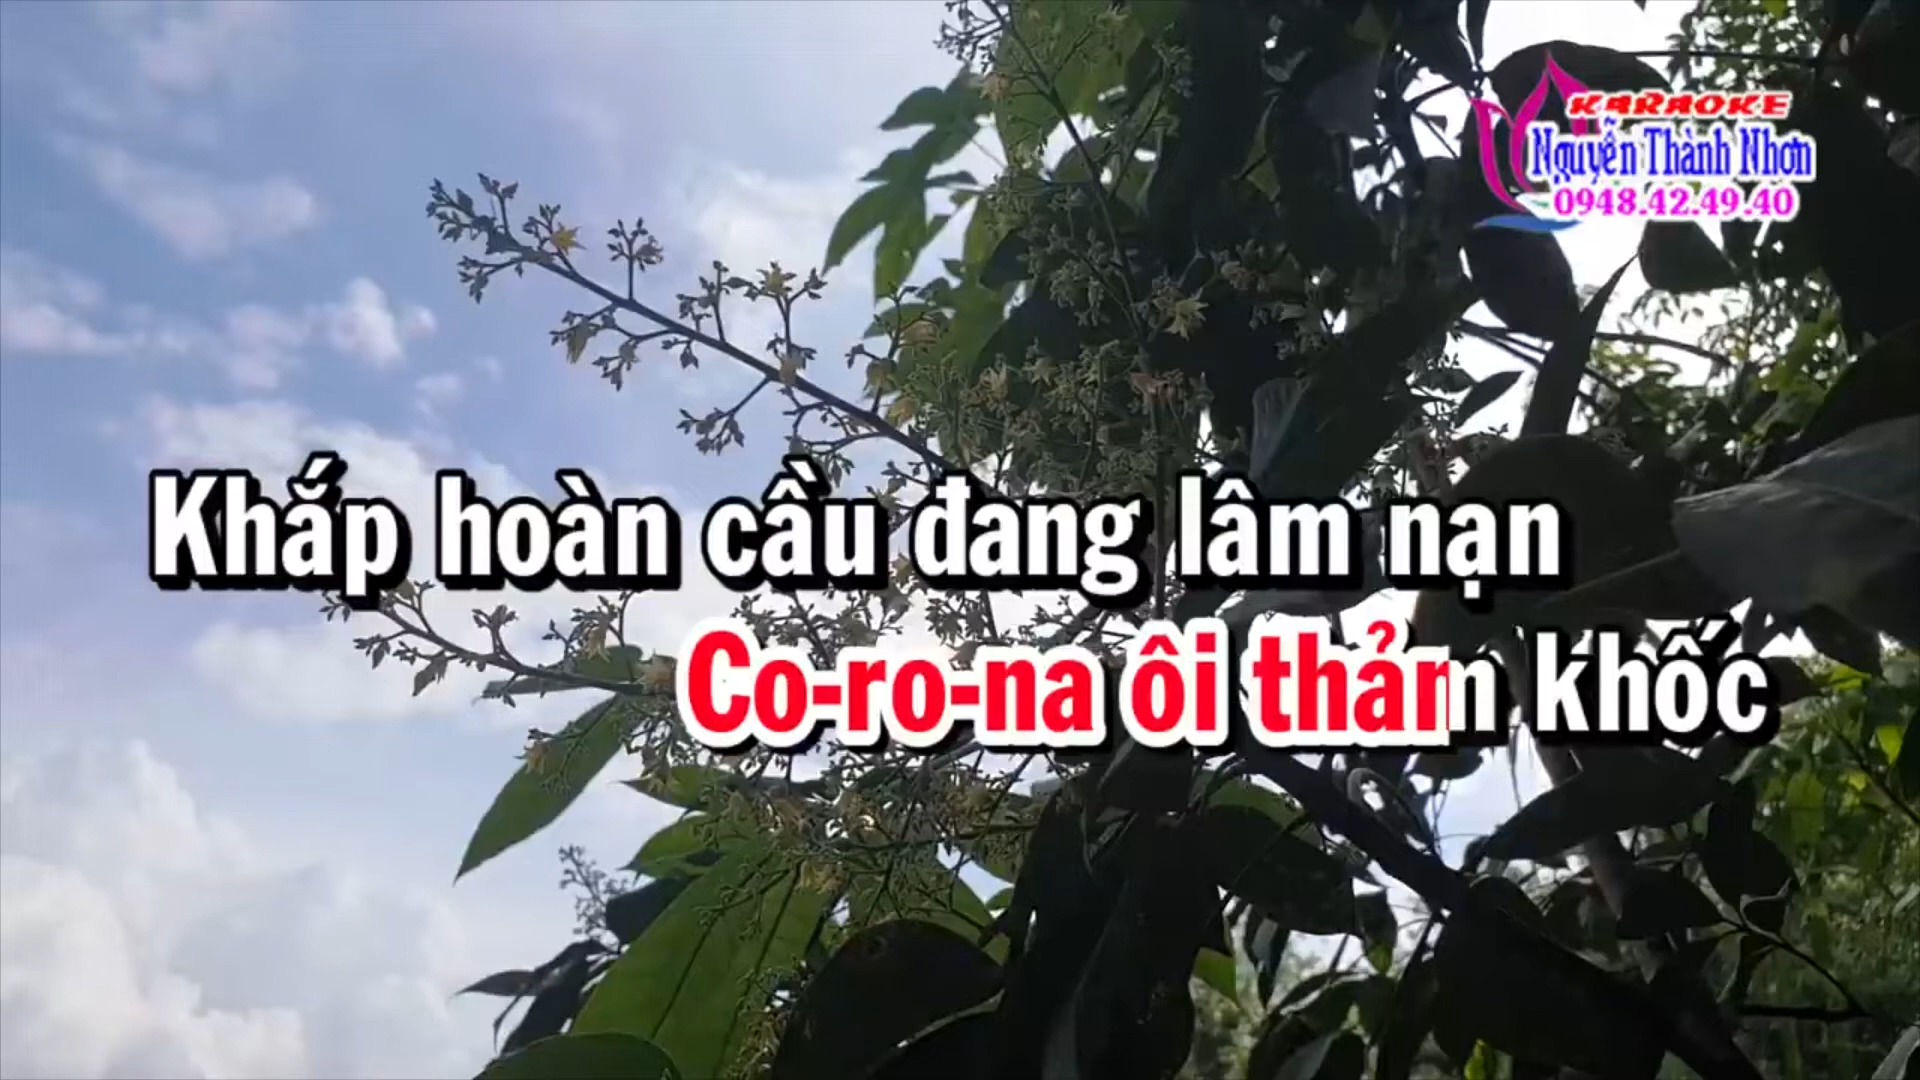 KARAOKE
Nguyễn Thành Nhơn
0948.42.49.40
Khắp hoàn cầu đang lâm nạn
Co-ro-na ôi thảm khốc